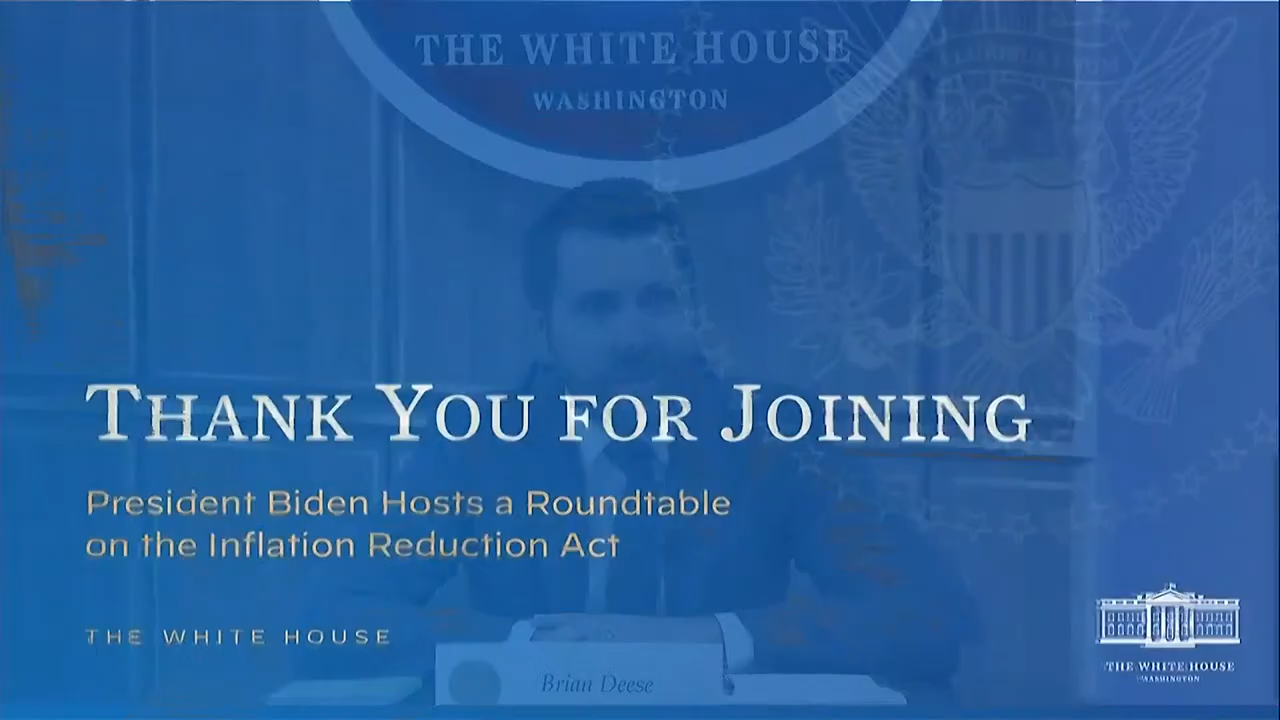 THE WHITE HOUSE
WASHINGTON
THANK YOU FOR JOINING
President Biden Hosts a Roundtable
on the Inflation Reduction Act
THE WHITE HOUSE
Brian Deese
THE WHITE HOUSE
WASHINGTON